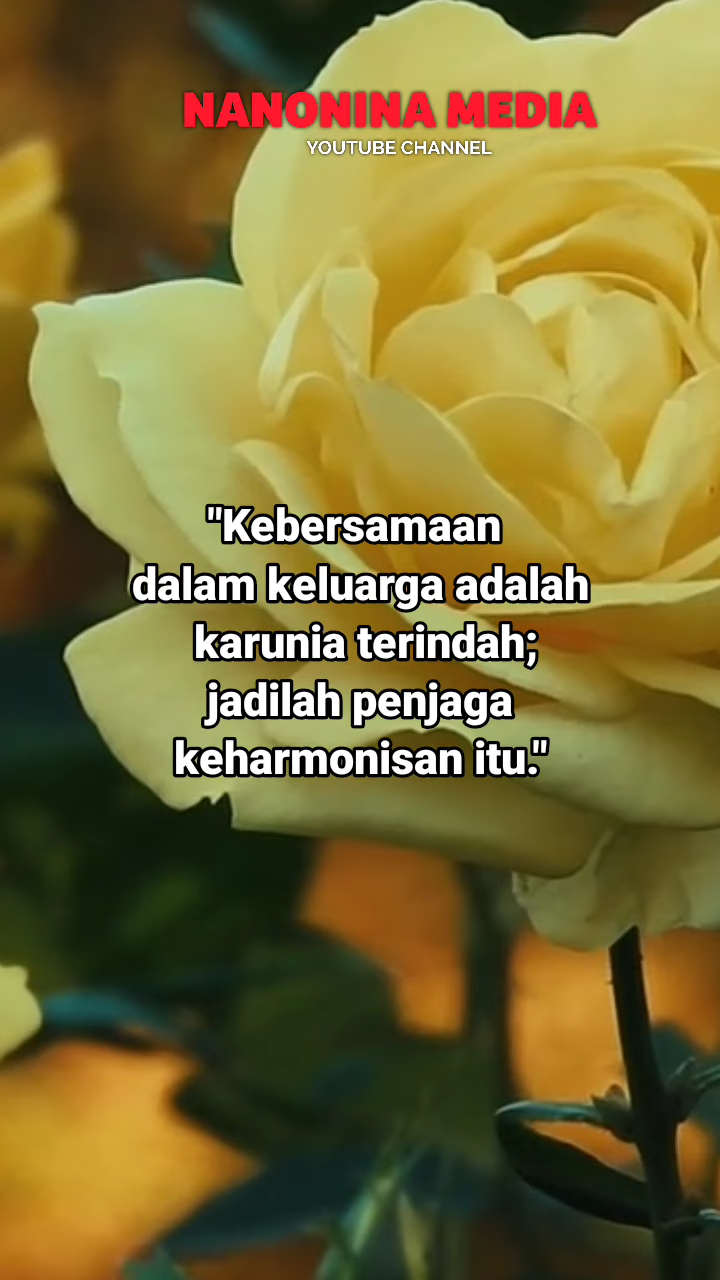 NANONINA MEDIA
YOUTUBE CHANNEL
"Kebersamaan
dalam keluarga adalah
karunia terindah;
jadilah penjaga
keharmonisan itu."